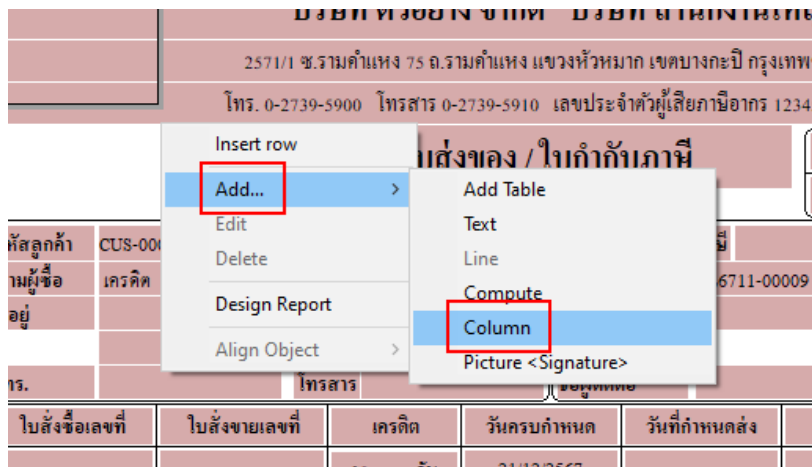 2571/1 ซ.รามคำแหง 75 ถ.รามคำแหง แขวงหัวหมาก เขตบางกะปิ กรุงเทพ
โทร. 0-2739-5900 โทรสาร 0-2739-5910 เลขประจำตัวผู้เสียภาษีอากร 1234
Insert row
ใบกำกับภาษี
Add...
Add Table
Edit
Text
Delete
Line
Design Report
Compute
Align Object
Column
Picture <Signature>
CUS-00
เครดิต
6711-00009
โทรสาร
ใบสั่งซื้อเลขที่ ใบสั่งขายเลขที่ เครดิต วันครบกำหนด วันที่กำหนดส่ง